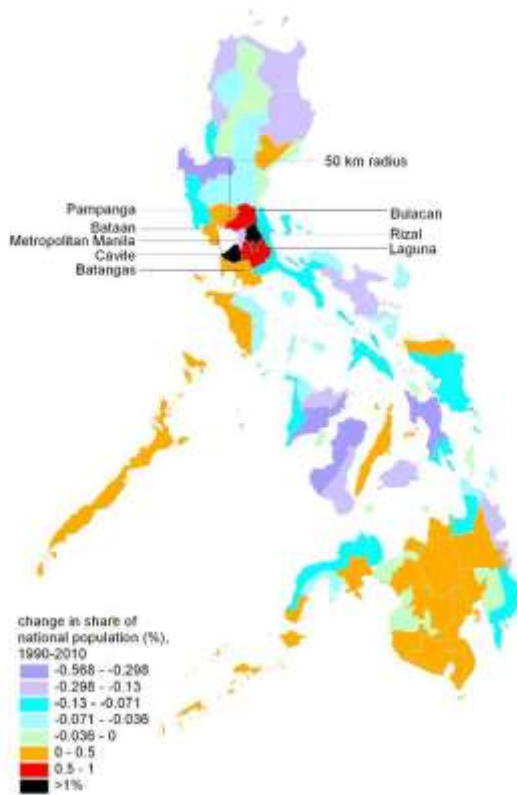 50 km radius
Pampanga
Bulacan
Bataan
Rizal
Metropolitan Manila
Laguna
Cavite
Batangas
change in share of
national population (%),
1990-2010
-0.568 - -0.298
-0.298 - -0.13
-0.13 - -0.071
-0.071 - -0.036
-0.036 - 0
0 - 0.5
0.5 - 1
>1%